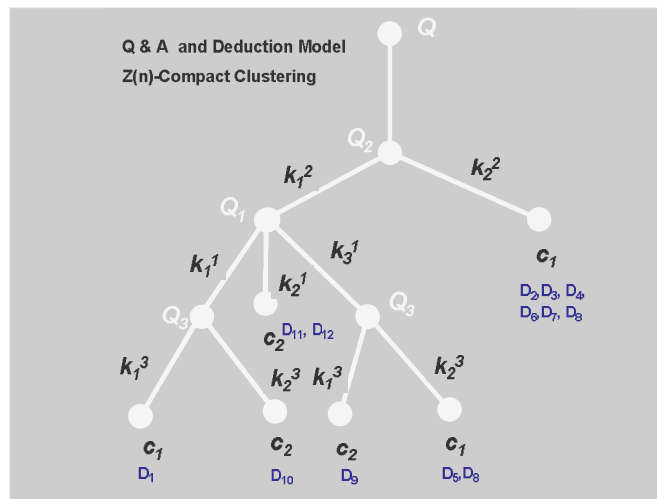 Q & A and Deduction Model
Z(n)-Compact Clustering
Q
Q₂
k₁²
k₂²
Q₁
k₁¹
k₂¹
k₃¹
c₁
D₂,D₃, D₄,
D₆,D₇, D₈
Q₃
c₂ D₁₁, D₁₂
Q₃
k₁³
k₂³
k₁³
k₂³
c₁
D₁
c₂
D₁₀
c₂
D₉
c₁
D₅,D₈